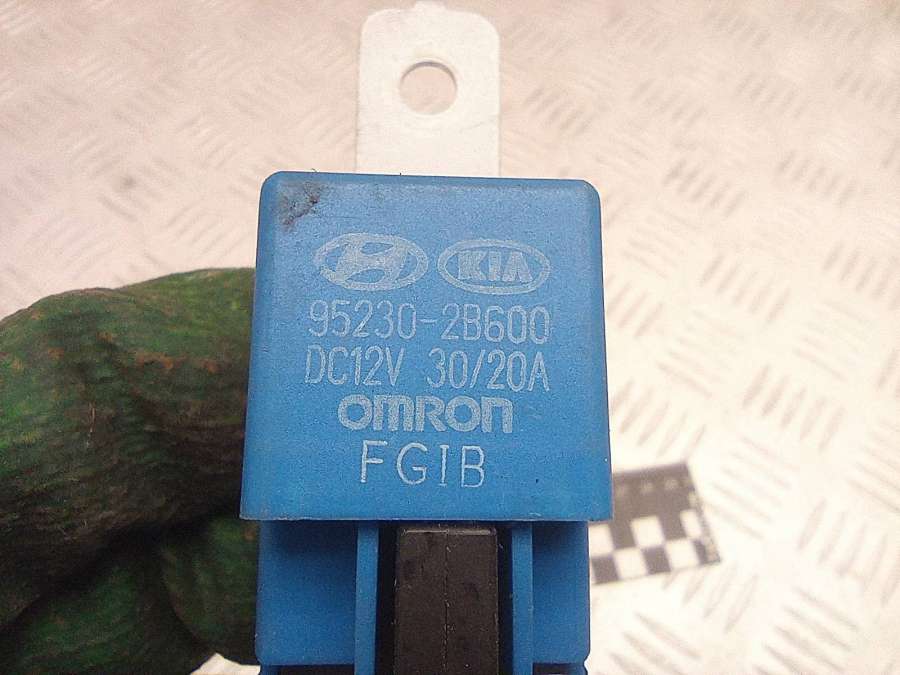 KIA
95230-2B600
DC12V 30/20A
OMRON
FGIB